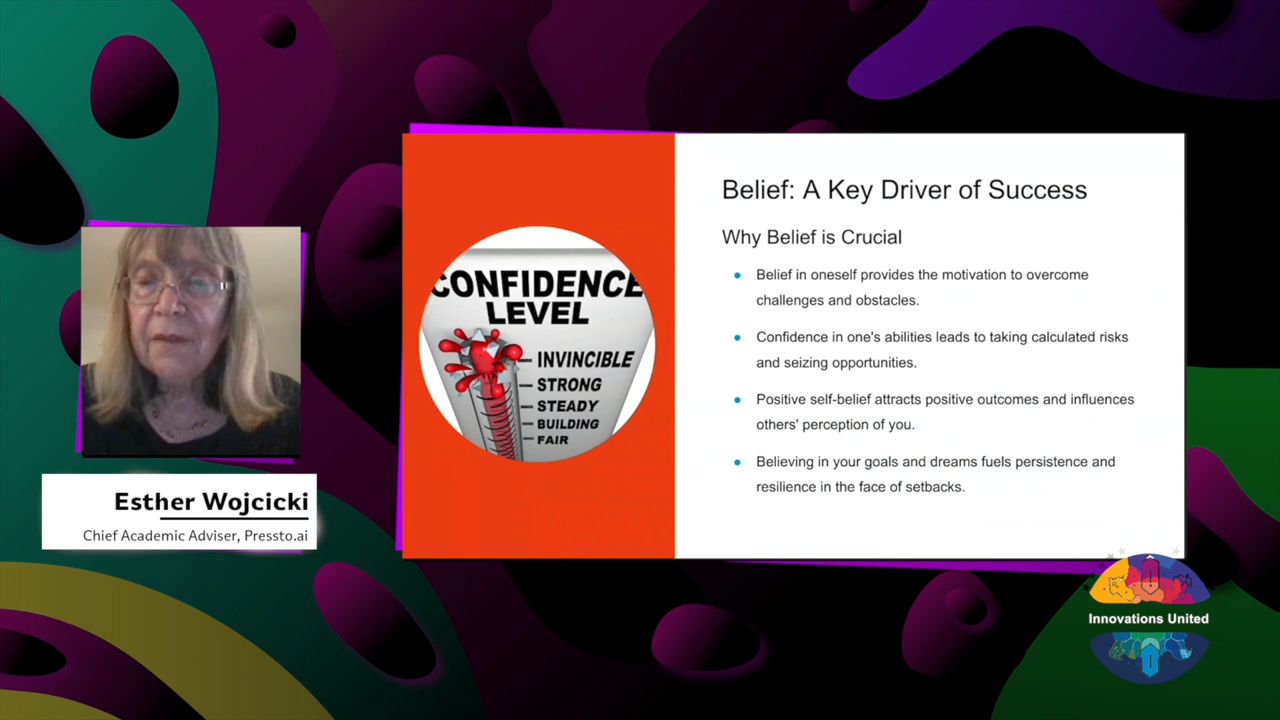 Esther Wojcicki
Chief Academic Adviser, Pressto.ai
CONFIDENCE
LEVEL
INVINCIBLE
STRONG
STEADY
BUILDING
FAIR
Belief: A Key Driver of Success
Why Belief is Crucial
Belief in oneself provides the motivation to overcome
challenges and obstacles.
Confidence in one's abilities leads to taking calculated risks
and seizing opportunities.
Positive self-belief attracts positive outcomes and influences
others' perception of you.
Believing in your goals and dreams fuels persistence and
resilience in the face of setbacks.
Innovations United